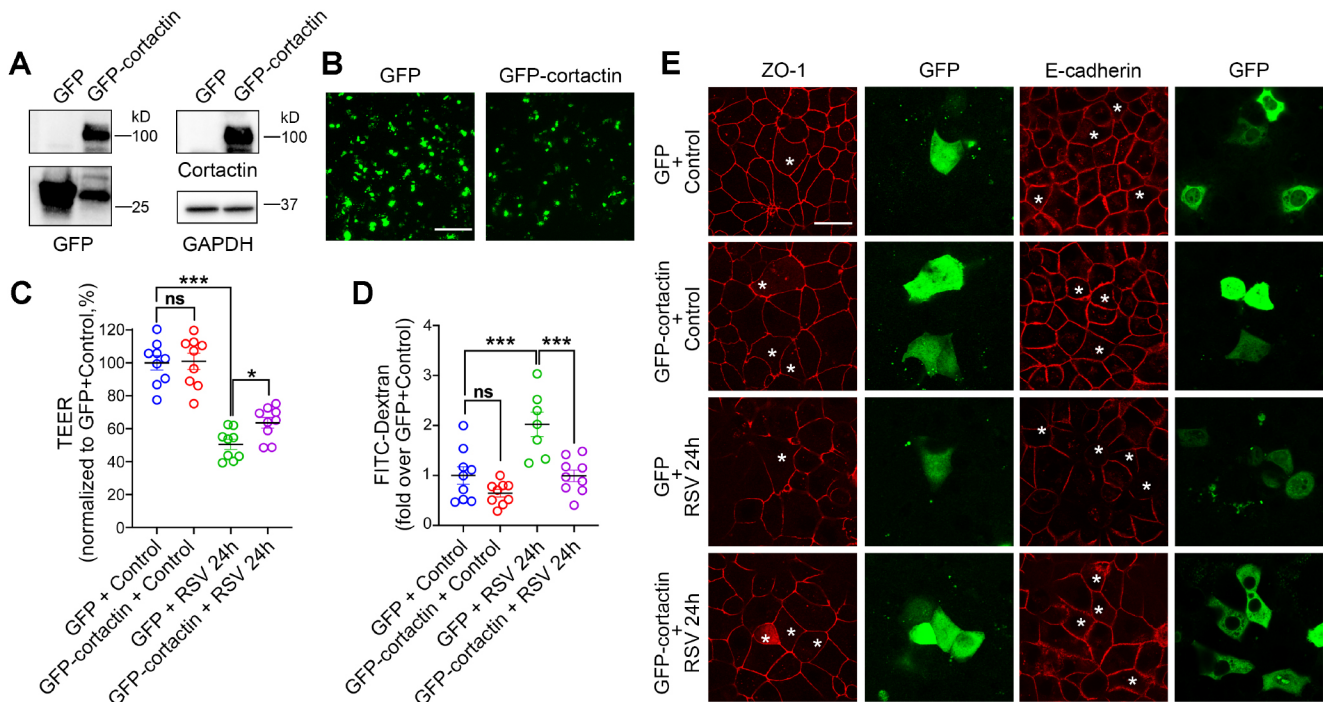 A
GFP
GFP-cortactin
kD
100
25
GFP
GFP
GFP-cortactin
kD
100
Cortactin
37
GAPDH
B
GFP
GFP-cortactin
C
TEER
(normalized to GFP+Control,%)
120
100
80
60
40
20
0
***
ns
*
GFP + Control
GFP-cortactin + Control
GFP + RSV 24h
GFP-cortactin + RSV 24h
D
FITC-Dextran
(fold over GFP+Control)
4
3
2
1
0
***
***
ns
GFP + Control
GFP-cortactin + Control
GFP + RSV 24h
GFP-cortactin + RSV 24h
E
ZO-1
GFP
E-cadherin
GFP
GFP
+
Control
GFP-cortactin
+
Control
GFP
+
RSV 24h
GFP-cortactin
+
RSV 24h